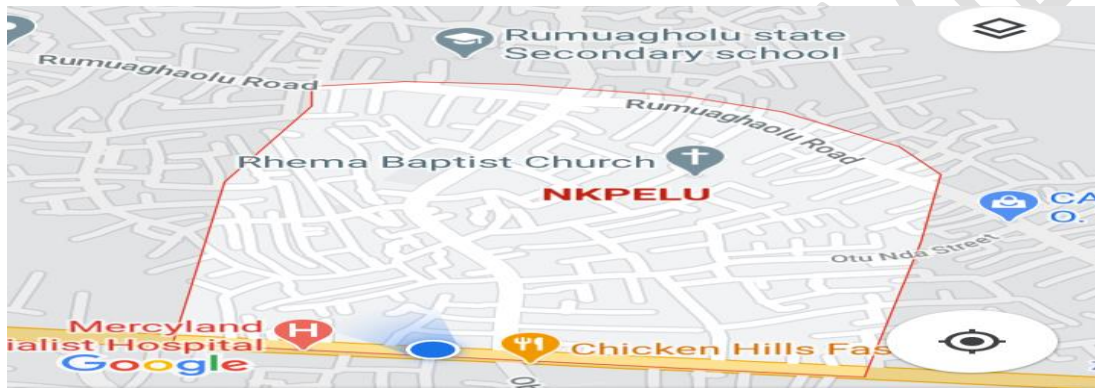 Rumuagholu state
Secondary school
Rumuaghaolu Road
Rumuaghaolu Road
Rhema Baptist Church
NKPELU
CA
O.
Otu Nda Street
Mercyland
ialist Hospital
H
Chicken Hills Fas
Google